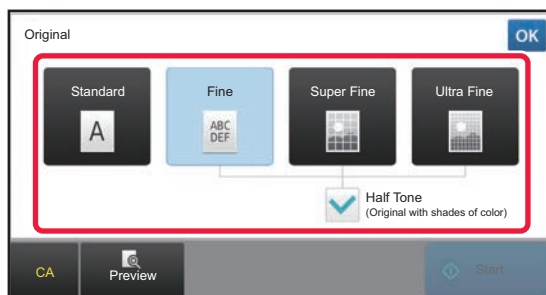 Original
OK
Standard
Fine
Super Fine
Ultra Fine
A
ABC
DEF
Half Tone
(Original with shades of color)
CA
Preview
Start